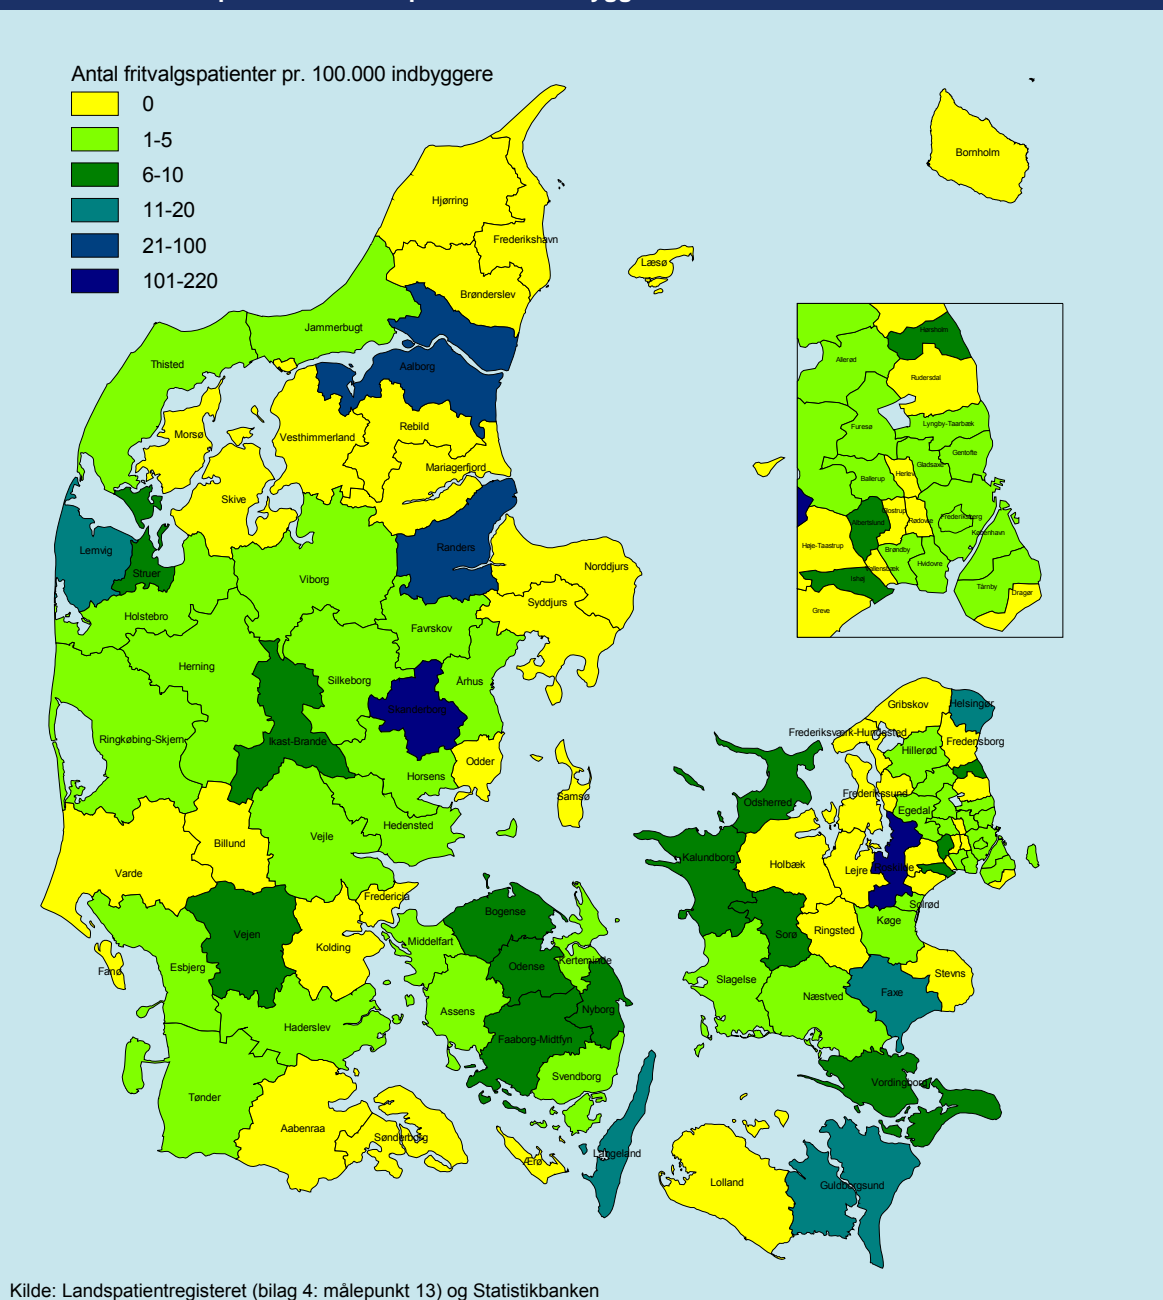 Antal fritvalgspatienter pr. 100.000 indbyggere
0
1-5
6-10
11-20
21-100
101-220
Bornholm
Hjørring
Frederikshavn
Læsø
Brønderslev
Jammerbugt
Thisted
Aalborg
Morsø
Vesthimmerland
Rebild
Mariagerfjord
Skive
Lemvig
Struer
Randers
Viborg
Norddjurs
Syddjurs
Holstebro
Favrskov
Herning
Silkeborg
Århus
Skanderborg
Ringkøbing-Skjern
Ikast-Brande
Odder
Horsens
Samsø
Hedensted
Vejle
Billund
Varde
Fredericia
Vejen
Kolding
Fanø
Esbjerg
Haderslev
Tønder
Aabenraa
Sønderborg
Bogense
Middelfart
Odense
Kerteminde
Assens
Nyborg
Faaborg-Midtfyn
Svendborg
Ærø
Langeland
Hørsholm
Allerød
Rudersdal
Furesø
Lyngby-Taarbæk
Gentofte
Gladsaxe
Herlev
Ballerup
Glostrup
Rødovre
Frederiksberg
København
Albertslund
Høje-Taastrup
Brøndby
Hvidovre
Vallensbæk
Ishøj
Tårnby
Dragør
Greve
Gribskov
Helsingør
Frederiksværk-Hundested
Hillerød
Fredensborg
Frederikssund
Egedal
Odsherred
Kalundborg
Holbæk
Lejre
Solrød
Køge
Sorø
Ringsted
Stevns
Slagelse
Næstved
Faxe
Vordingborg
Lolland
Guldborgsund
Kilde: Landspatientregisteret (bilag 4: målepunkt 13) og Statistikbanken